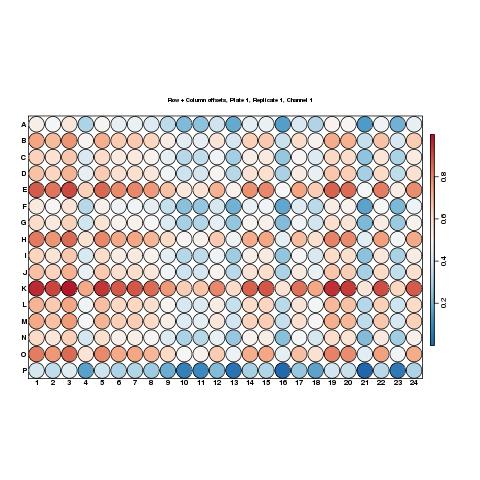 Row + Column offsets, Plate 1, Replicate 1, Channel 1
A
B
C
D
E
F
G
H
I
J
K
L
M
N
O
P
1 2 3 4 5 6 7 8 9 10 11 12 13 14 15 16 17 18 19 20 21 22 23 24
0.8
0.6
0.4
0.2